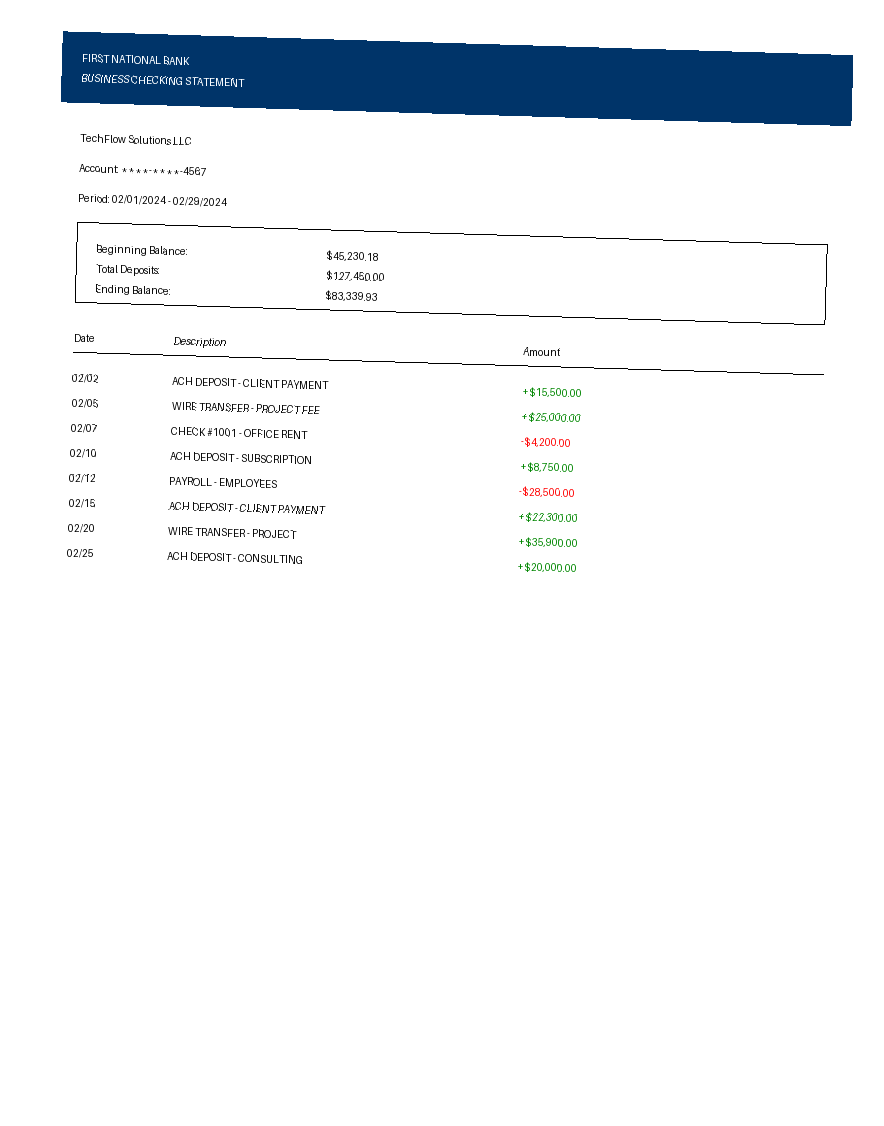 FIRST NATIONAL BANK
BUSINESS CHECKING STATEMENT
TechFlow Solutions LLC
Account: ****-****-4567
Period: 02/01/2024 - 02/29/2024
Beginning Balance: $45,230.18
Total Deposits: $127,450.00
Ending Balance: $83,339.93
Date Description Amount
02/02 ACH DEPOSIT - CLIENT PAYMENT +$15,500.00
02/05 WIRE TRANSFER - PROJECT FEE +$25,000.00
02/07 CHECK #1001 - OFFICE RENT -$4,200.00
02/10 ACH DEPOSIT - SUBSCRIPTION +$8,750.00
02/12 PAYROLL - EMPLOYEES -$28,500.00
02/15 ACH DEPOSIT - CLIENT PAYMENT +$22,300.00
02/20 WIRE TRANSFER - PROJECT +$35,900.00
02/25 ACH DEPOSIT - CONSULTING +$20,000.00